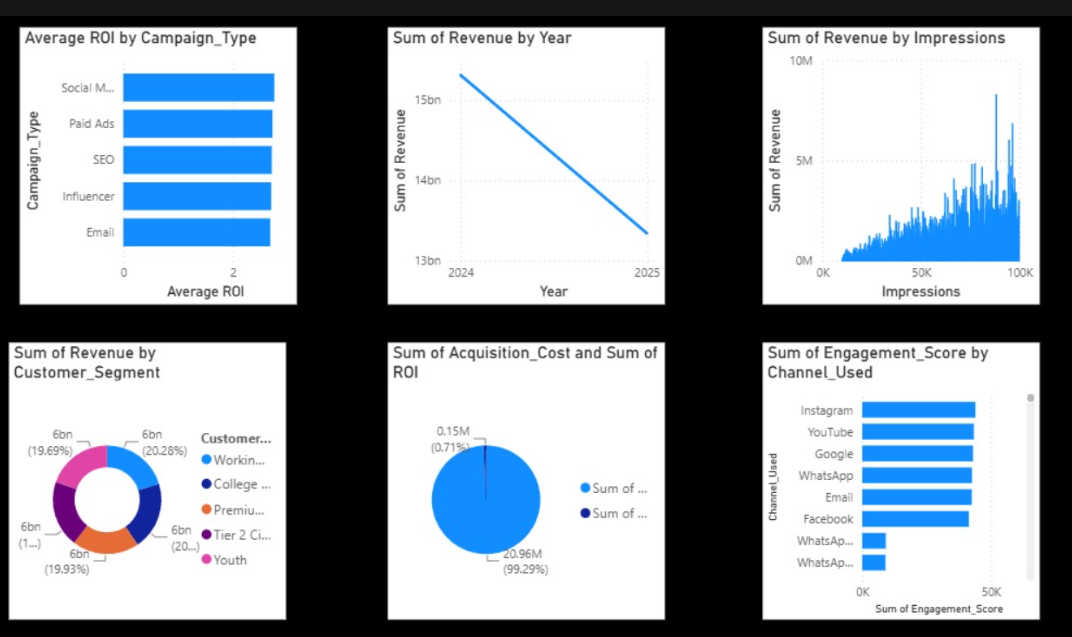 Average ROI by Campaign_Type
Campaign_Type
Social M...
Paid Ads
SEO
Influencer
Email
0
2
Average ROI
Sum of Revenue by Year
Sum of Revenue
15bn
14bn
13bn
2024
2025
Year
Sum of Revenue by Impressions
Sum of Revenue
10M
5M
0M
0K
50K
100K
Impressions
Sum of Revenue by
Customer_Segment
6bn
(19.69%)
6bn
(20.28%)
6bn
(1...)
6bn
(20...)
6bn
(19.93%)
Customer...
Workin...
College ...
Premiu...
Tier 2 Ci...
Youth
Sum of Acquisition_Cost and Sum of
ROI
0.15M
(0.71%)
20.96M
(99.29%)
Sum of ...
Sum of ...
Sum of Engagement_Score by
Channel_Used
Channel_Used
Instagram
YouTube
Google
WhatsApp
Email
Facebook
WhatsAp...
WhatsAp...
0K
50K
Sum of Engagement_Score